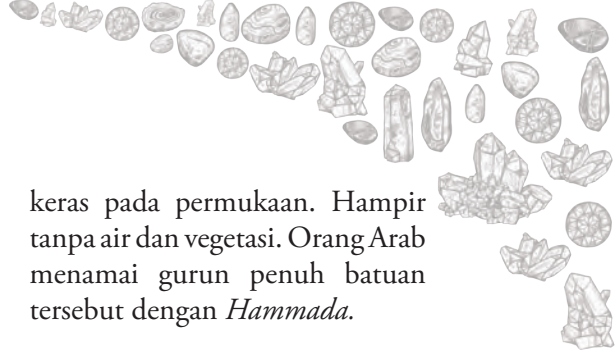 keras pada permukaan. Hampir
tanpa air dan vegetasi. Orang Arab
menamai gurun penuh batuan
tersebut dengan Hammada.